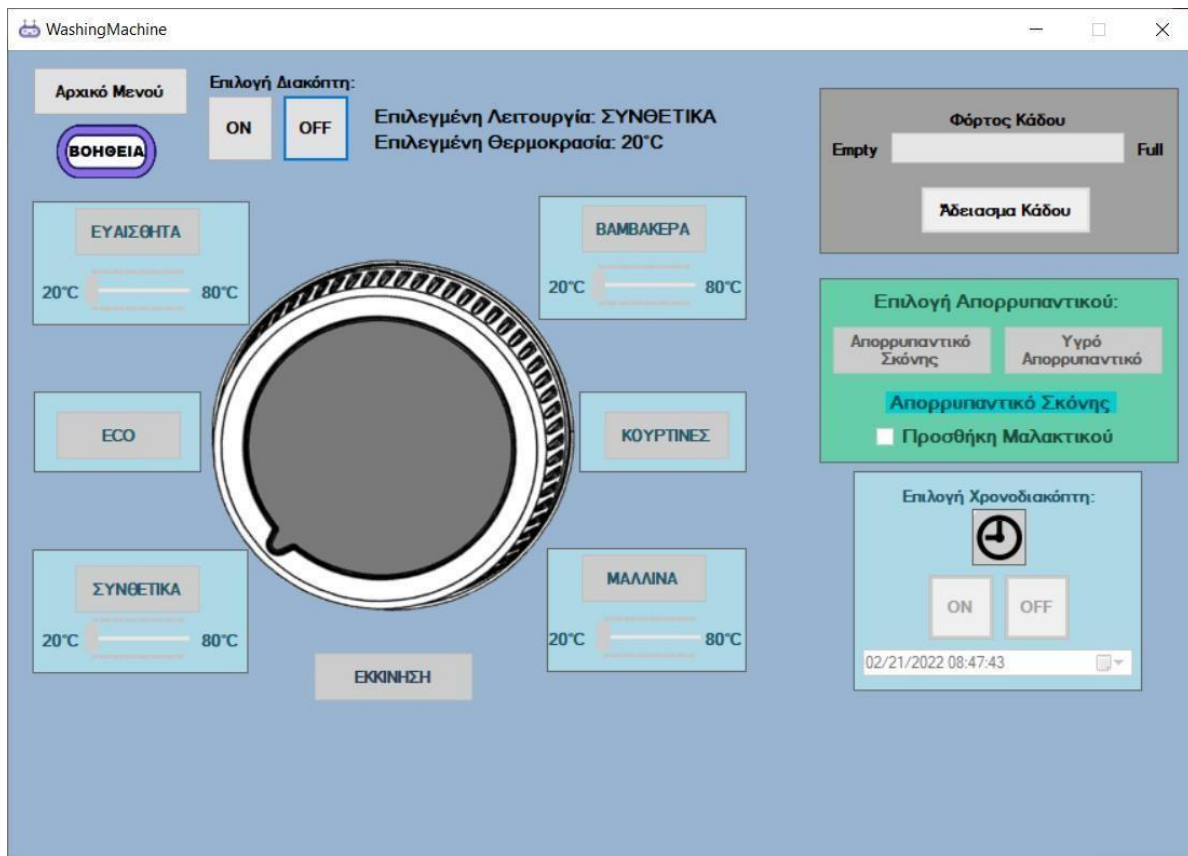 WashingMachine
Αρχικό Μενού
ΒΟΗΘΕΙΑ
Επιλογή Διακόπτη:
ON
OFF
Επιλεγμένη Λειτουργία: ΣΥΝΘΕΤΙΚΑ
Επιλεγμένη Θερμοκρασία: 20°C
Φόρτος Κάδου
Empty
Full
Άδειασμα Κάδου
ΕΥΑΙΣΘΗΤΑ
20°C
80°C
ΒΑΜΒΑΚΕΡΑ
20°C
80°C
Επιλογή Απορρυπαντικού:
Απορρυπαντικό
Σκόνης
Υγρό
Απορρυπαντικό
Απορρυπαντικό Σκόνης
Προσθήκη Μαλακτικού
ECO
ΚΟΥΡΤΙΝΕΣ
Επιλογή Χρονοδιακόπτη:
ON
OFF
02/21/2022 08:47:43
ΣΥΝΘΕΤΙΚΑ
20°C
80°C
ΜΑΛΛΙΝΑ
20°C
80°C
ΕΚΚΙΝΗΣΗ